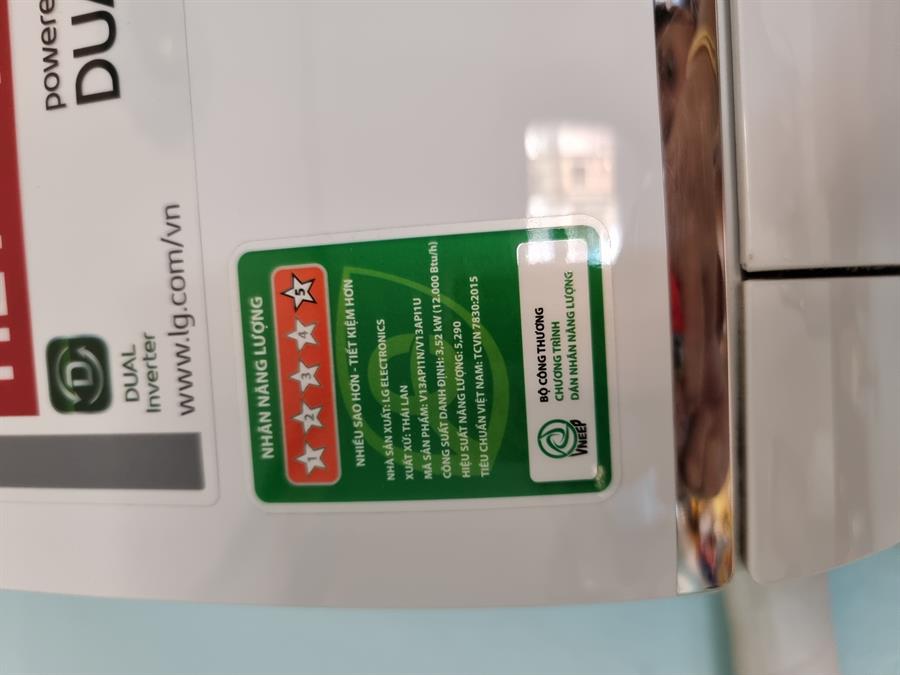 powere
DUA
DUAL
Inverter
www.lg.com/vn
NHÃN NĂNG LƯỢNG
1 2 3 4 5
NHIỀU SAO HƠN - TIẾT KIỆM HƠN
NHÀ SẢN XUẤT: LG ELECTRONICS
XUẤT XỨ: THÁI LAN
MÃ SẢN PHẨM: V13API1N/V13API1U
CÔNG SUẤT DANH ĐỊNH: 3,52 kW (12.000 Btu/h)
HIỆU SUẤT NĂNG LƯỢNG: 5,290
TIÊU CHUẨN VIỆT NAM: TCVN 7830:2015
VNEEP
BỘ CÔNG THƯƠNG
CHƯƠNG TRÌNH
DÁN NHÃN NĂNG LƯỢNG